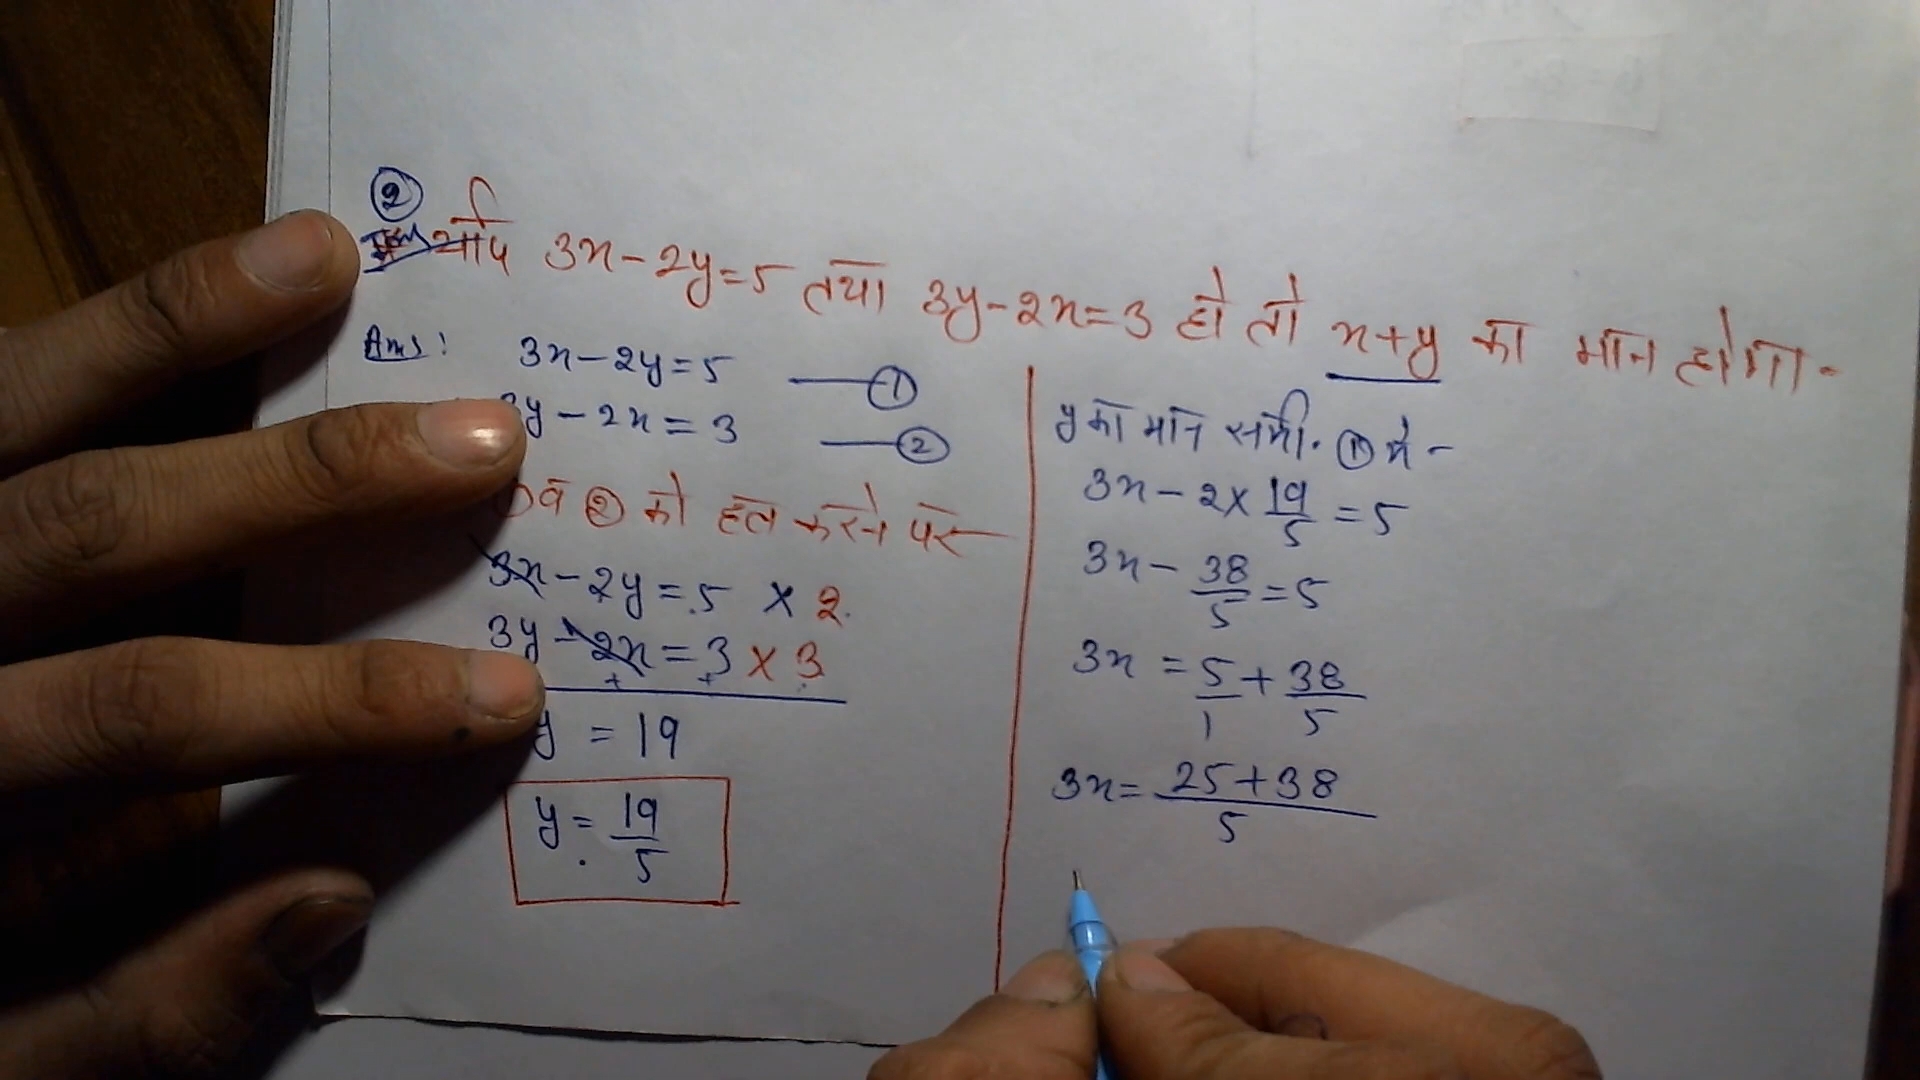 ②
यदि 3x-2y=5 तथा 3y-2x=3 हो तो x+y का मान होगा-
Ans:
3x-2y=5 ——①
y-2x=3 ——②
व ② को हल करने पर
3x-2y=5 × 2
3y-2x=3 × 3
+ +
y = 19
y = 19/5
y का मान समी. ① मे -
3x-2×19/5=5
3x-38/5=5
3x=5/1+38/5
3x=25+38/5